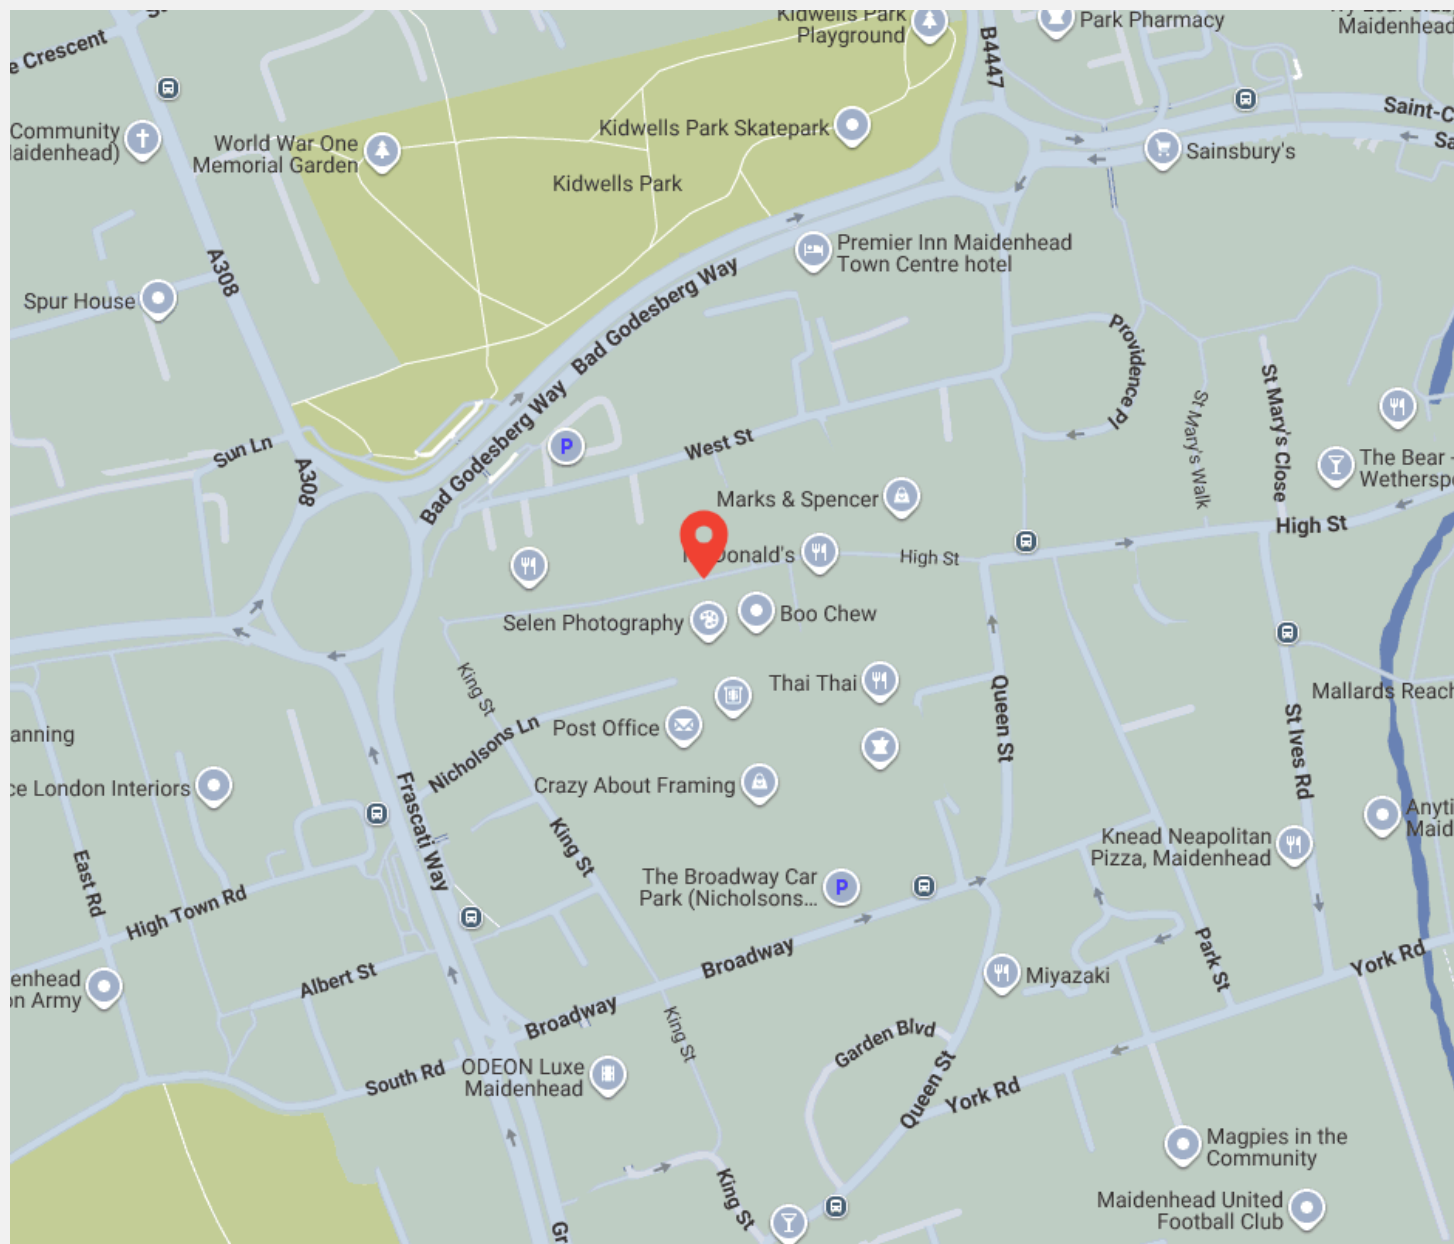 Kidwells Park
Playground
Park Pharmacy
Maidenhead
B4447
e Crescent
Community
Maidenhead)
World War One
Memorial Garden
Kidwells Park Skatepark
Kidwells Park
Sainsbury's
Saint-C
Sa
Premier Inn Maidenhead
Town Centre hotel
A308
Spur House
Bad Godesberg Way
Bad Godesberg Way
Providence Pl
St Mary's Walk
St Mary's Close
Sun Ln
A308
P
West St
The Bear -
Wetherspo
Marks & Spencer
High St
Donald's
High St
Selen Photography
Boo Chew
King St
Thai Thai
Queen St
Mallards Reach
St Ives Rd
Nicholsons Ln
Post Office
anning
ce London Interiors
Crazy About Framing
Frascati Way
King St
Anyti
Maid
Knead Neapolitan
Pizza, Maidenhead
East Rd
High Town Rd
The Broadway Car
Park (Nicholsons...
P
Broadway
Park St
York Rd
enhead
on Army
Albert St
Miyazaki
Broadway
King St
Garden Blvd
South Rd
ODEON Luxe
Maidenhead
Queen St
York Rd
Magpies in the
Community
King St
Maidenhead United
Football Club
Gr